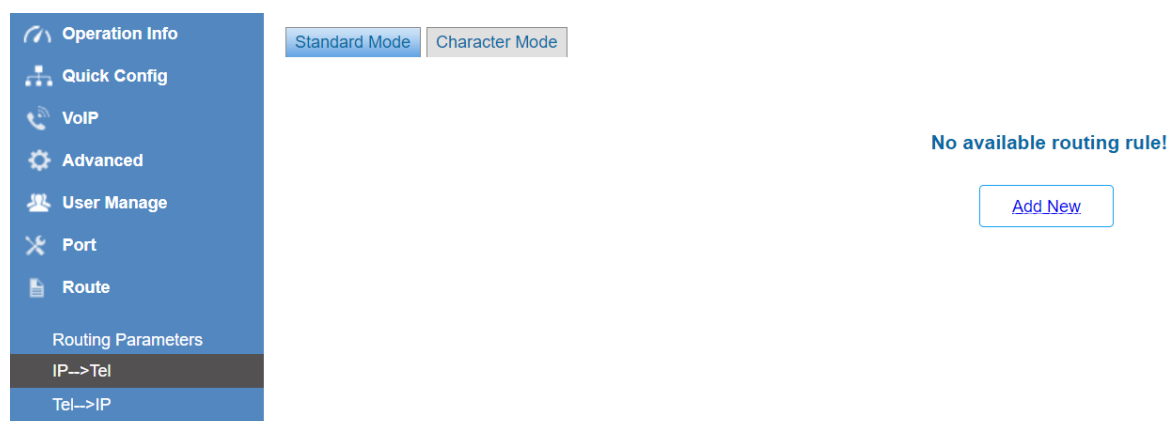 Operation Info
Quick Config
VoIP
Advanced
User Manage
Port
Route
Routing Parameters
IP-->Tel
Tel-->IP
Standard Mode Character Mode
No available routing rule!
Add New